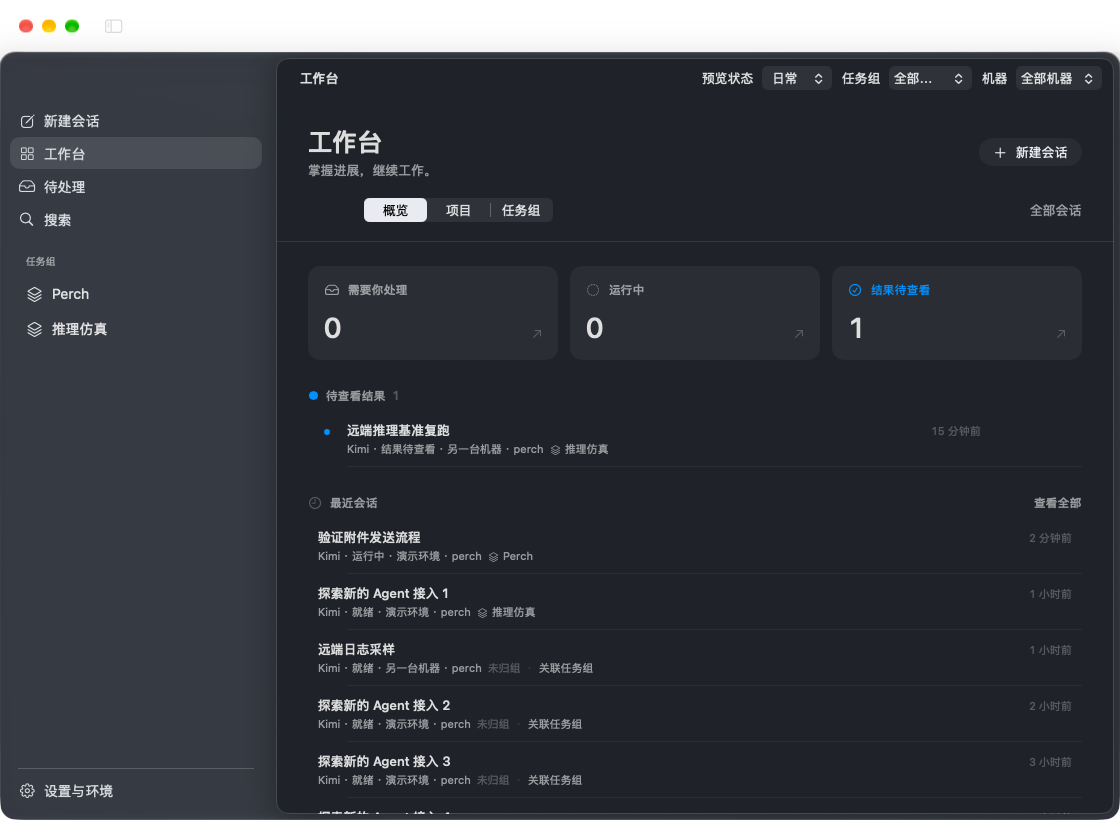 新建会话
工作台
待处理
搜索
任务组
Perch
推理仿真
设置与环境
工作台
预览状态 日常 任务组 全部... 机器 全部机器
工作台
掌握进展，继续工作。
+ 新建会话
概览 项目 任务组
全部会话
需要你处理
0
运行中
0
结果待查看
1
待查看结果 1
远端推理基准复跑
15 分钟前
Kimi · 结果待查看 · 另一台机器 · perch 推理仿真
最近会话
查看全部
验证附件发送流程
2 分钟前
Kimi · 运行中 · 演示环境 · perch Perch
探索新的 Agent 接入 1
1 小时前
Kimi · 就绪 · 演示环境 · perch 推理仿真
远端日志采样
1 小时前
Kimi · 就绪 · 另一台机器 · perch 未归组 · 关联任务组
探索新的 Agent 接入 2
2 小时前
Kimi · 就绪 · 演示环境 · perch 未归组 · 关联任务组
探索新的 Agent 接入 3
3 小时前
Kimi · 就绪 · 演示环境 · perch 未归组 · 关联任务组